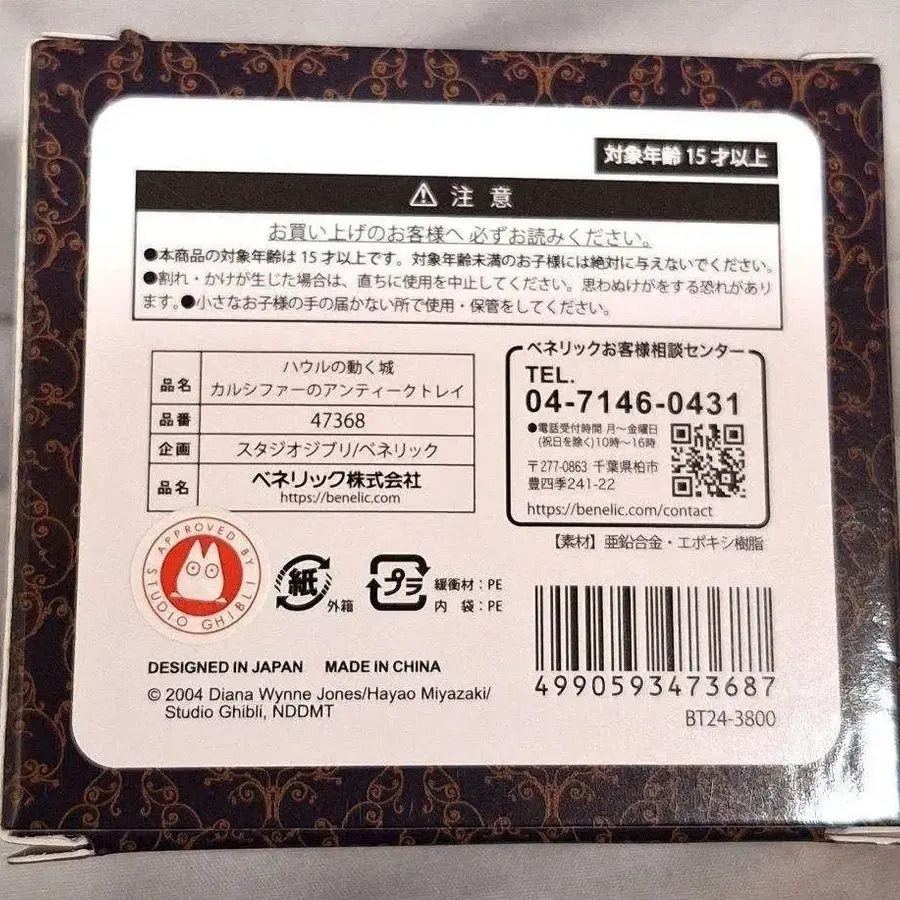 対象年齢 15 才以上
⚠ 注 意
お買い上げのお客様へ 必ずお読みください。
●本商品の対象年齢は 15 才以上です。対象年齢未満のお子様には絶対に与えないでください。
●割れ・かけが生じた場合は、直ちに使用を中止してください。思わぬけがをする恐れがあり
ます。●小さなお子様の手の届かない所で使用・保管をしてください。
品名
ハウルの動く城
カルシファーのアンティークトレイ
品番 47368
企画 スタジオジブリ/ベネリック
品名
ベネリック株式会社
https://benelic.com
ベネリックお客様相談センター
TEL.
04-7146-0431
●電話受付時間 月～金曜日
(祝日を除く)10時～16時
〒277-0863 千葉県柏市
豊四季241-22
https://benelic.com/contact
【素材】亜鉛合金・エポキシ樹脂
APPROVED BY
STUDIO GHIBLI
紙 外箱
プラ 緩衝材：PE
内 袋：PE
DESIGNED IN JAPAN MADE IN CHINA
© 2004 Diana Wynne Jones/Hayao Miyazaki/
Studio Ghibli, NDDMT
4990593473687
BT24-3800